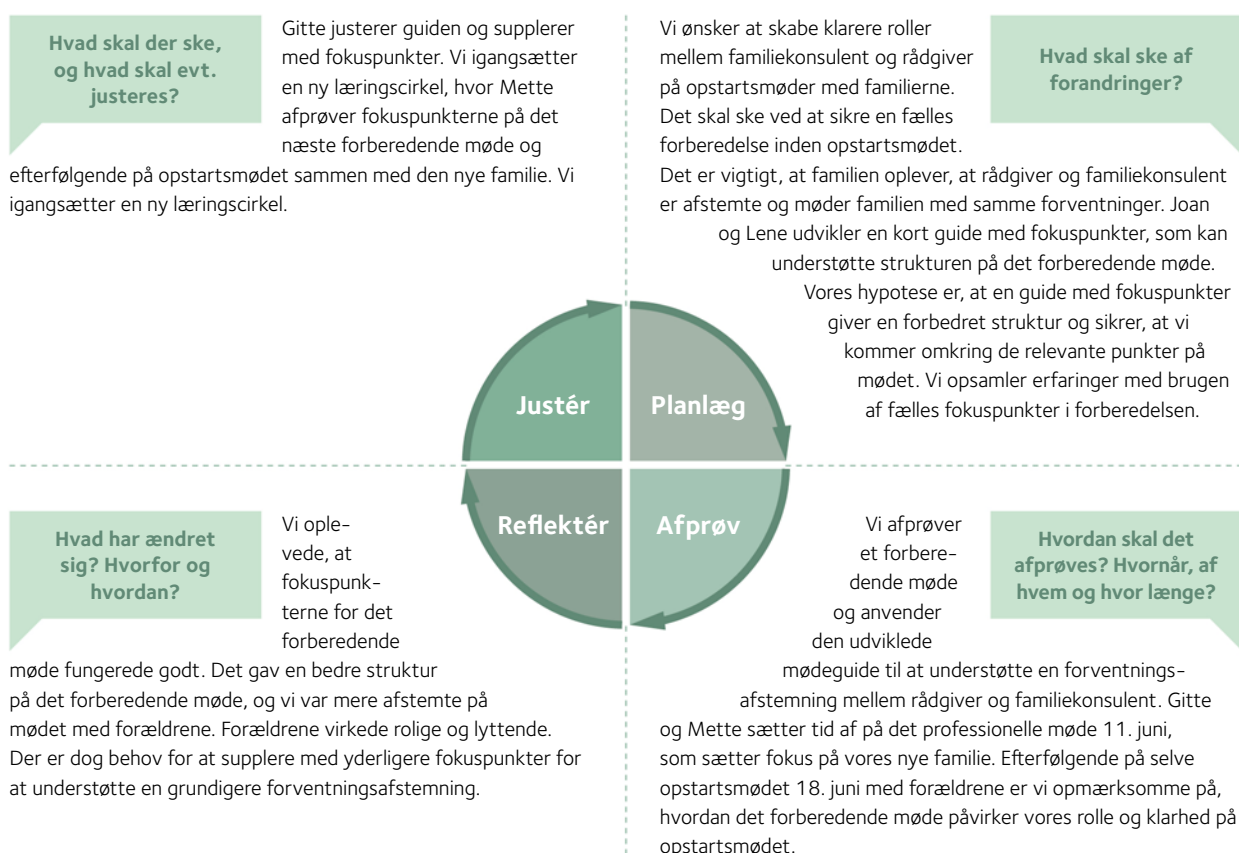 Hvad skal der ske,
og hvad skal evt.
justeres?
Gitte justerer guiden og supplerer
med fokuspunkter. Vi igangsætter
en ny læringscirkel, hvor Mette
afprøver fokuspunkterne på det
næste forberedende møde og
efterfølgende på opstartsmødet sammen med den nye familie. Vi
igangsætter en ny læringscirkel.
Vi ønsker at skabe klarere roller
mellem familiekonsulent og rådgiver
på opstartsmøder med familierne.
Det skal ske ved at sikre en fælles
forberedelse inden opstartsmødet.
Det er vigtigt, at familien oplever, at rådgiver og familiekonsulent
er afstemte og møder familien med samme forventninger. Joan
og Lene udvikler en kort guide med fokuspunkter, som kan
understøtte strukturen på det forberedende møde.
Vores hypotese er, at en guide med fokuspunkter
giver en forbedret struktur og sikrer, at vi
kommer omkring de relevante punkter på
mødet. Vi opsamler erfaringer med brugen
af fælles fokuspunkter i forberedelsen.
Hvad skal ske af
forandringer?
Justér
Planlæg
Reflektér
Afprøv
Hvad har ændret
sig? Hvorfor og
hvordan?
Vi ople-
vede, at
fokuspunk-
terne for det
forberedende
møde fungerede godt. Det gav en bedre struktur
på det forberedende møde, og vi var mere afstemte på
mødet med forældrene. Forældrene virkede rolige og lyttende.
Der er dog behov for at supplere med yderligere fokuspunkter for
at understøtte en grundigere forventningsafstemning.
Vi afprøver
et forbere-
dende møde
og anvender
den udviklede
mødeguide til at understøtte en forventnings-
afstemning mellem rådgiver og familiekonsulent. Gitte
og Mette sætter tid af på det professionelle møde 11. juni,
som sætter fokus på vores nye familie. Efterfølgende på selve
opstartsmødet 18. juni med forældrene er vi opmærksomme på,
hvordan det forberedende møde påvirker vores rolle og klarhed på
opstartsmødet.
Hvordan skal det
afprøves? Hvornår, af
hvem og hvor længe?